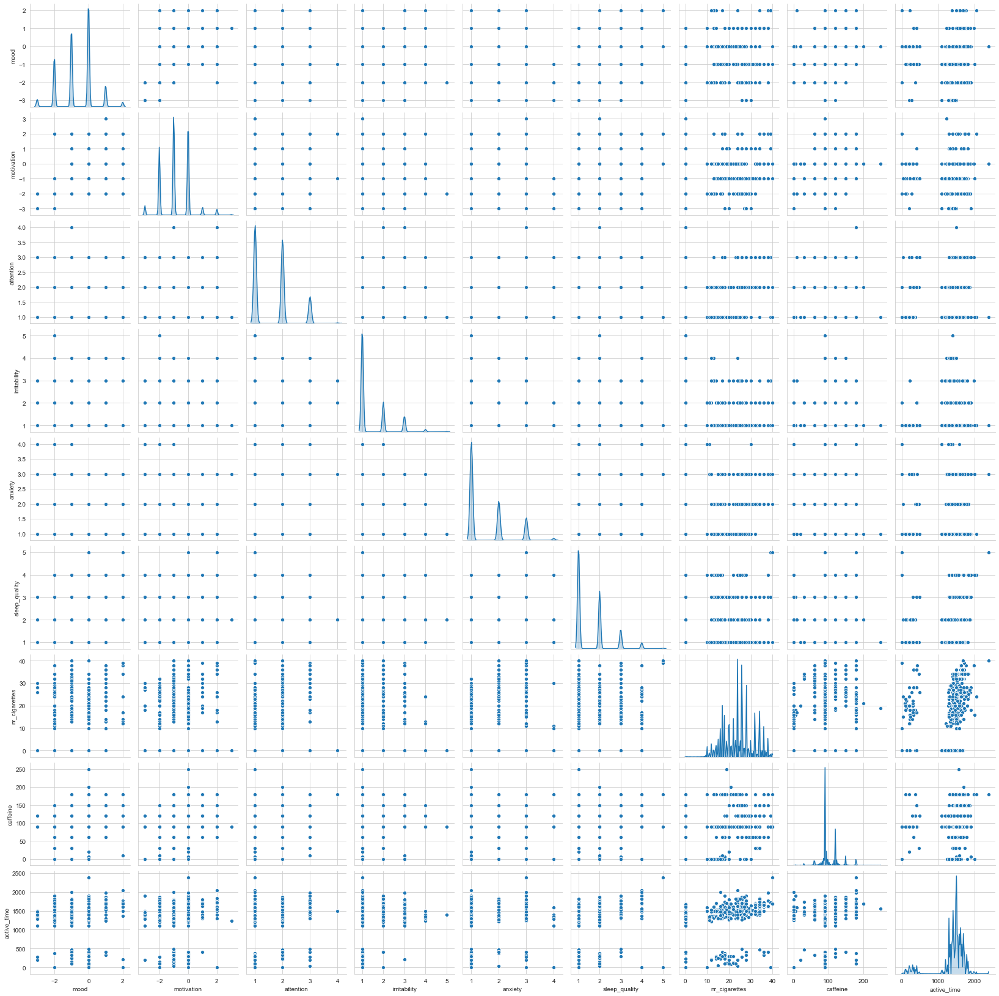 2
1
0
−1
−2
−3
mood
3
2
1
0
−1
−2
−3
motivation
4.0
3.5
3.0
2.5
2.0
1.5
1.0
attention
5
4
3
2
1
irritability
4.0
3.5
3.0
2.5
2.0
1.5
1.0
anxiety
5
4
3
2
1
sleep_quality
40
30
20
10
0
nr_cigarettes
250
200
150
100
50
0
caffeine
2500
2000
1500
1000
500
0
active_time
−2 0 2
mood
−2 0 2
motivation
1 2 3 4
attention
1 2 3 4 5
irritability
1 2 3 4
anxiety
1 2 3 4 5
sleep_quality
0 10 20 30 40
nr_cigarettes
0 100 200
caffeine
0 1000 2000
active_time